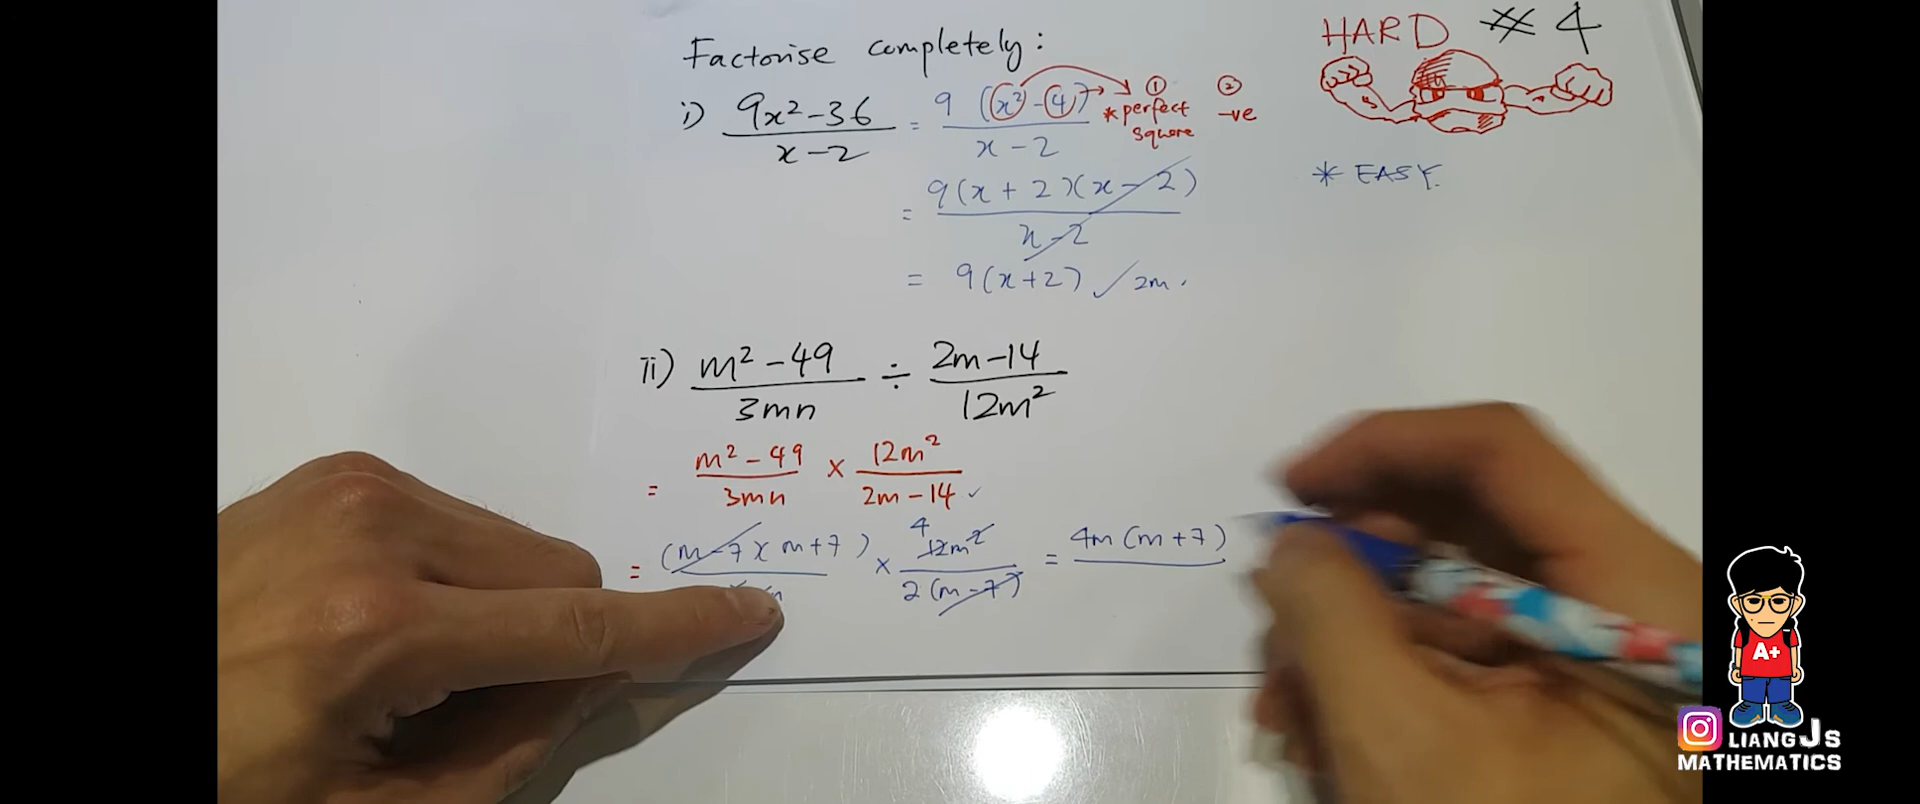 HARD # 4
Factorise completely:
i) 9x²-36 / x-2 = 9 (x²-4) / x-2 → ① *perfect square ② -ve
* EASY.
= 9(x+2)(x-2) / x-2
= 9(x+2) ✓ 2m.
ii) m²-49 / 3mn ÷ 2m-14 / 12m²
= m²-49 / 3mn × 12m² / 2m-14 ✓
= (m-7)(m+7) × 4 12m² / 2(m-7) = 4m(m+7)
A+
LIANGJS
MATHEMATICS